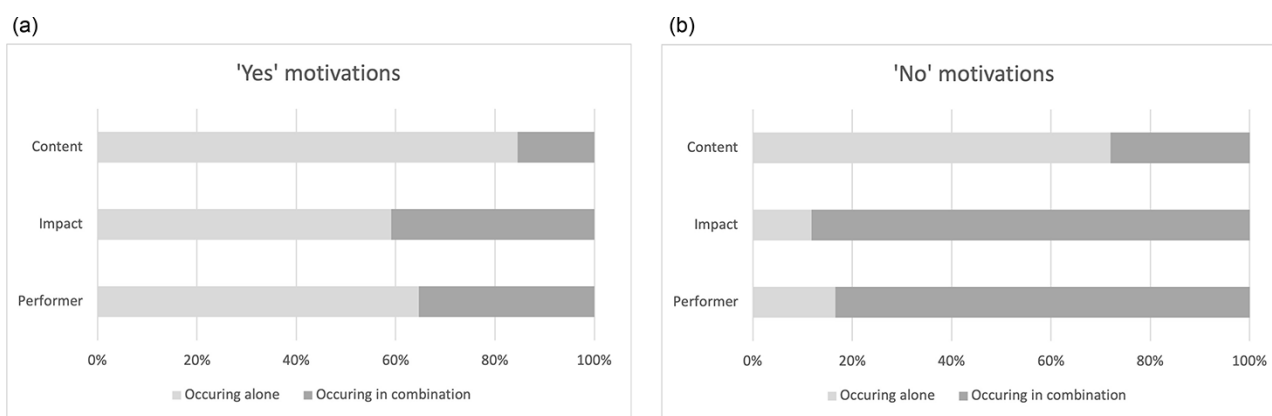 (a)
'Yes' motivations
Content
Impact
Performer
0% 20% 40% 60% 80% 100%
Occuring alone Occuring in combination
(b)
'No' motivations
Content
Impact
Performer
0% 20% 40% 60% 80% 100%
Occuring alone Occuring in combination